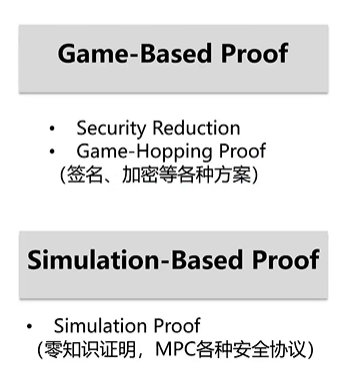 Game-Based Proof
• Security Reduction
• Game-Hopping Proof
(签名、加密等各种方案)
Simulation-Based Proof
• Simulation Proof
(零知识证明，MPC各种安全协议)